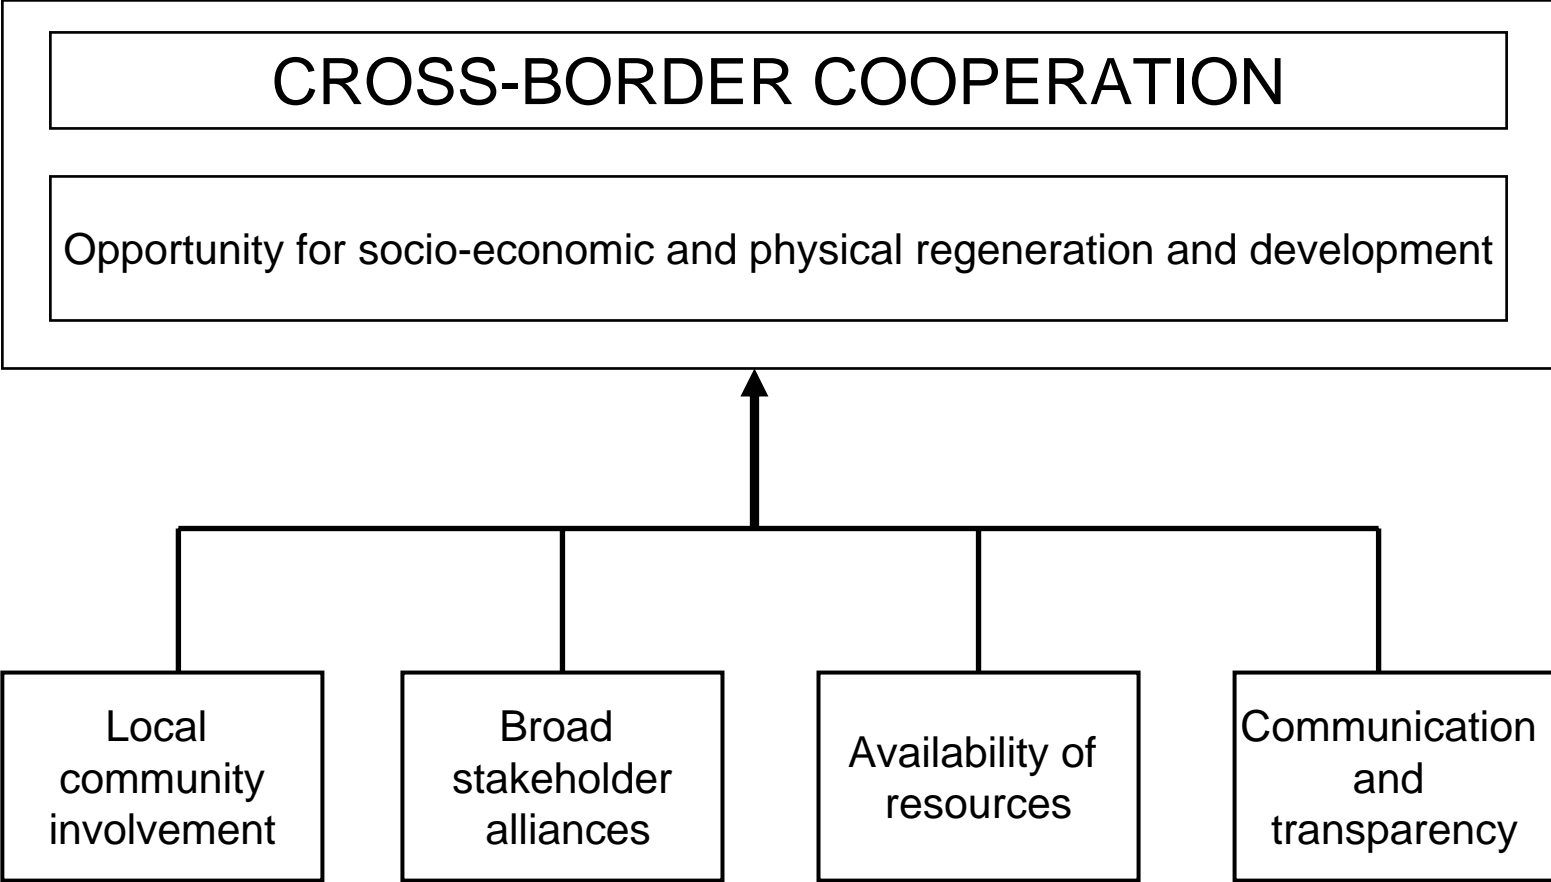 CROSS-BORDER COOPERATION
Opportunity for socio-economic and physical regeneration and development
Local
community
involvement
Broad
stakeholder
alliances
Availability of
resources
Communication
and
transparency